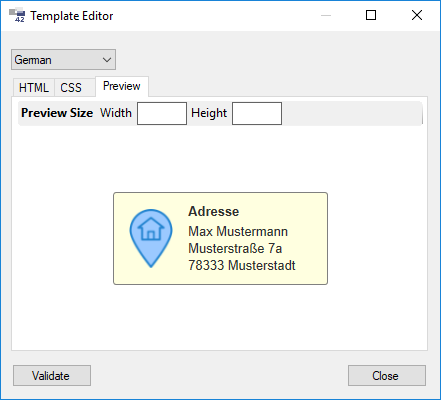 42 Template Editor
German
HTML CSS Preview
Preview Size Width Height
Adresse
Max Mustermann
Musterstraße 7a
78333 Musterstadt
Validate Close